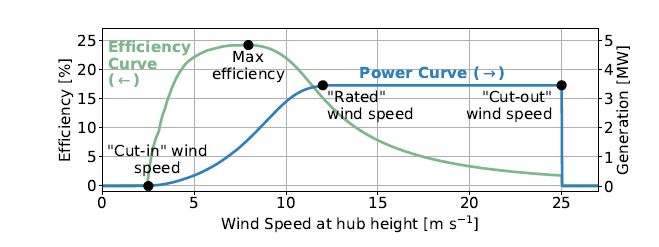 Efficiency
Curve
(←)
Max
efficiency
Power Curve (→)
"Rated"
wind speed
"Cut-out"
wind speed
"Cut-in" wind
speed
Efficiency [%]
25
20
15
10
5
0
Generation [MW]
5
4
3
2
1
0
0 5 10 15 20 25
Wind Speed at hub height [m s⁻¹]